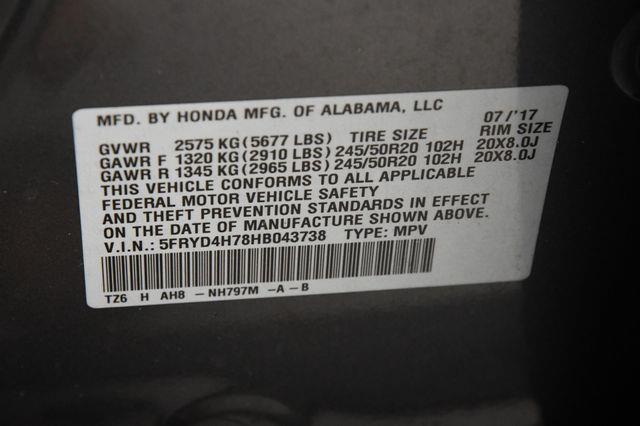 MFD. BY HONDA MFG. OF ALABAMA, LLC 07/'17
GVWR 2575 KG(5677 LBS) TIRE SIZE RIM SIZE
GAWR F 1320 KG(2910 LBS) 245/50R20 102H 20X8.0J
GAWR R 1345 KG(2965 LBS) 245/50R20 102H 20X8.0J
THIS VEHICLE CONFORMS TO ALL APPLICABLE
FEDERAL MOTOR VEHICLE SAFETY
AND THEFT PREVENTION STANDARDS IN EFFECT
ON THE DATE OF MANUFACTURE SHOWN ABOVE.
V.I.N.: 5FRYD4H78HB043738 TYPE: MPV
TZ6 H AH8 -NH797M -A-B